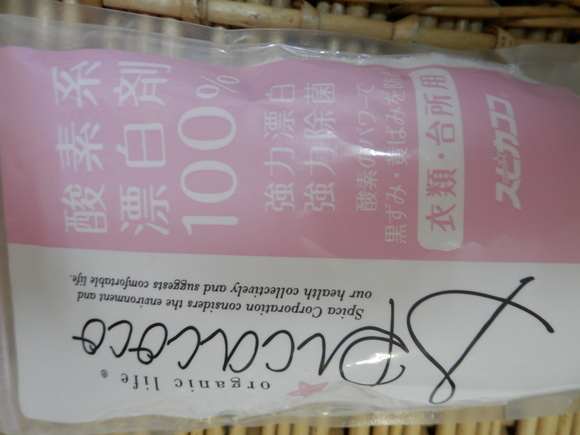 酸素系
漂白剤
100%
強力漂白
強力除菌
酸素のパワーで
黒ずみ・黄ばみを
衣類・台所用
スピカココ
organic life ®
Spicacoco
Spica Corporation considers the environment and
our health collectively and suggests comfortable life.